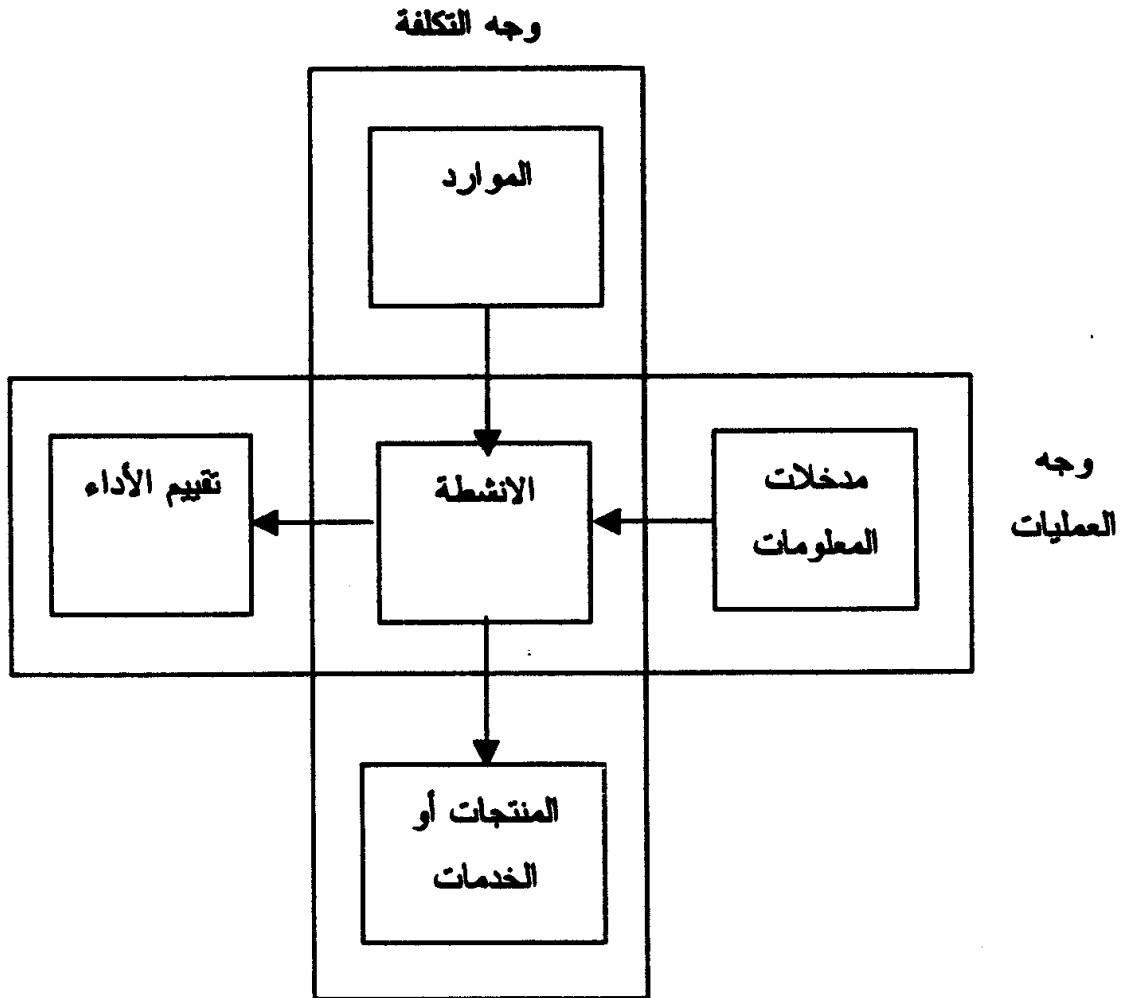 وجه التكلفة
الموارد
وجه
العمليات
مدخلات
المعلومات
الانشطة
تقييم الأداء
المنتجات أو
الخدمات